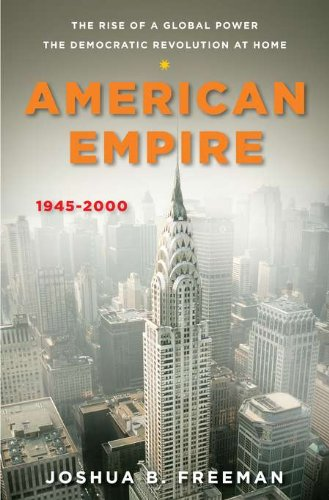 THE RISE OF A GLOBAL POWER
THE DEMOCRATIC REVOLUTION AT HOME
AMERICAN
EMPIRE
1945-2000
JOSHUA B. FREEMAN